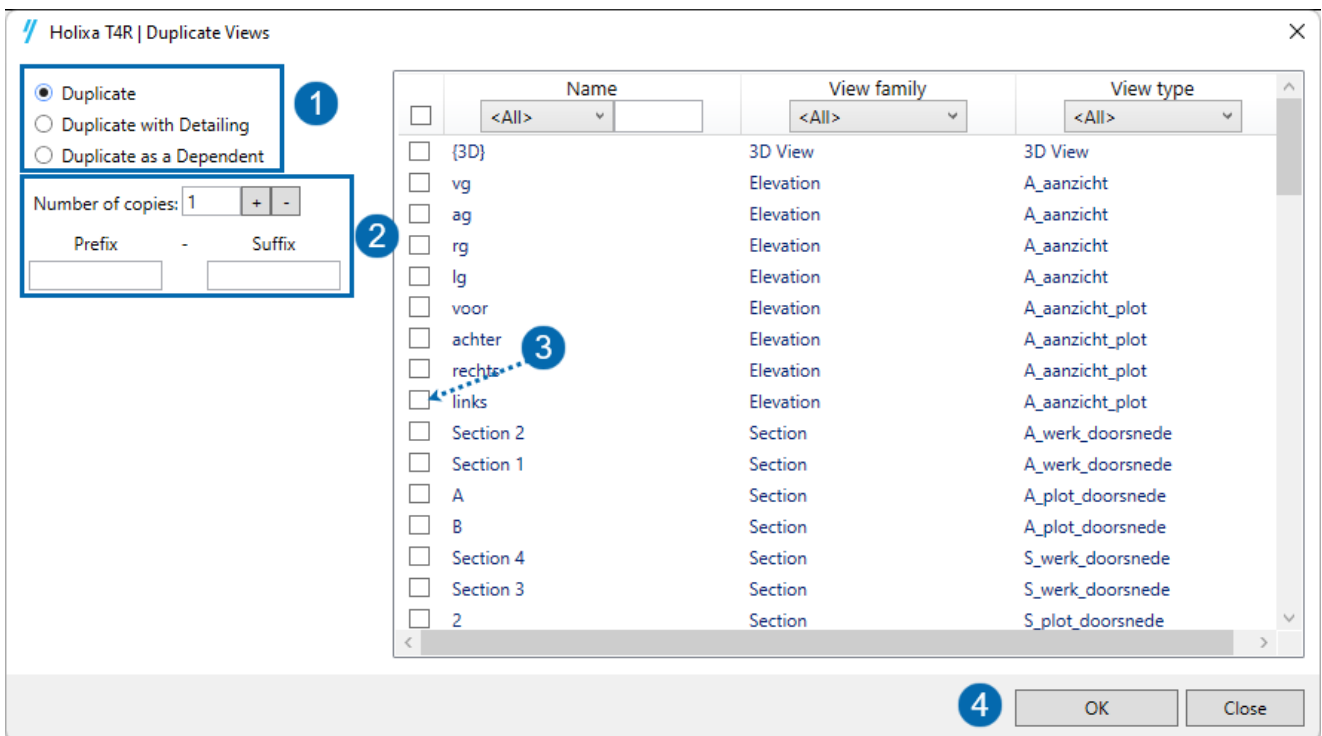 Holixa T4R | Duplicate Views
Duplicate
Duplicate with Detailing
Duplicate as a Dependent
1
Number of copies: 1 + -
Prefix - Suffix
2
Name View family View type
<All> <All> <All>
{3D} 3D View 3D View
vg Elevation A_aanzicht
ag Elevation A_aanzicht
rg Elevation A_aanzicht
lg Elevation A_aanzicht
voor Elevation A_aanzicht_plot
achter Elevation A_aanzicht_plot
3
rechts Elevation A_aanzicht_plot
links Elevation A_aanzicht_plot
Section 2 Section A_werk_doorsnede
Section 1 Section A_werk_doorsnede
A Section A_plot_doorsnede
B Section A_plot_doorsnede
Section 4 Section S_werk_doorsnede
Section 3 Section S_werk_doorsnede
2 Section S_plot_doorsnede
4
OK Close